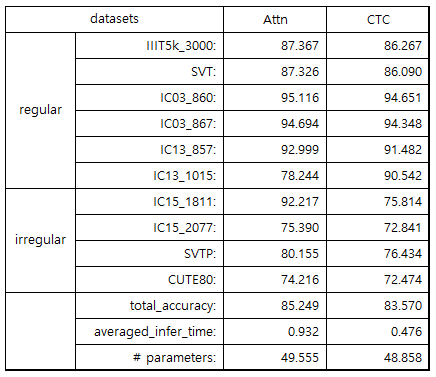 datasets Attn CTC
regular
IIIT5k_3000: 87.367 86.267
SVT: 87.326 86.090
IC03_860: 95.116 94.651
IC03_867: 94.694 94.348
IC13_857: 92.999 91.482
IC13_1015: 78.244 90.542
irregular
IC15_1811: 92.217 75.814
IC15_2077: 75.390 72.841
SVTP: 80.155 76.434
CUTE80: 74.216 72.474
total_accuracy: 85.249 83.570
averaged_infer_time: 0.932 0.476
# parameters: 49.555 48.858